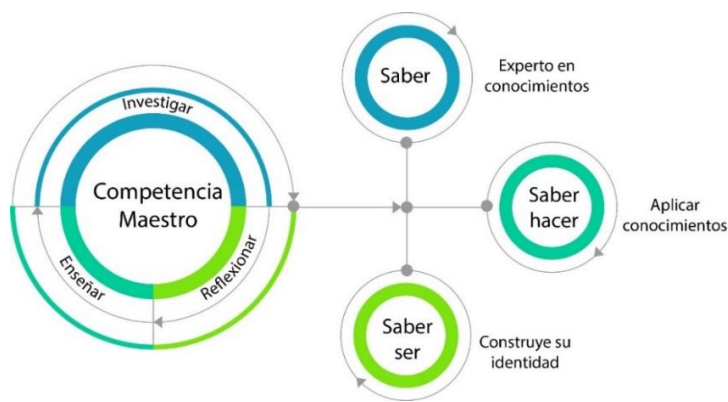 Investigar
Competencia
Maestro
Enseñar
Reflexionar
Saber
Experto en
conocimientos
Saber
hacer
Aplicar
conocimientos
Saber
ser
Construye su
identidad